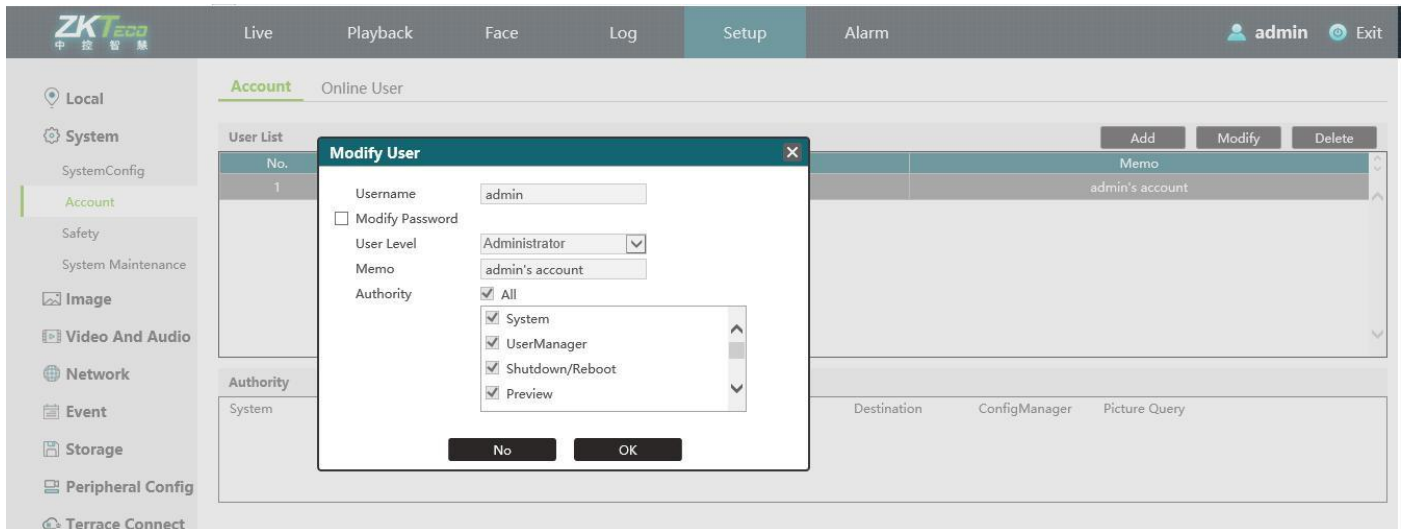 ZKTeco
中控智慧
Live Playback Face Log Setup Alarm admin Exit
Local
System
SystemConfig
Account
Safety
System Maintenance
Image
Video And Audio
Network
Event
Storage
Peripheral Config
Terrace Connect
Account Online User
User List Add Modify Delete
No. Memo
1 admin's account
Modify User
Username admin
Modify Password
User Level Administrator
Memo admin's account
Authority All
System
UserManager
Shutdown/Reboot
Preview
No OK
Authority
System Destination ConfigManager Picture Query